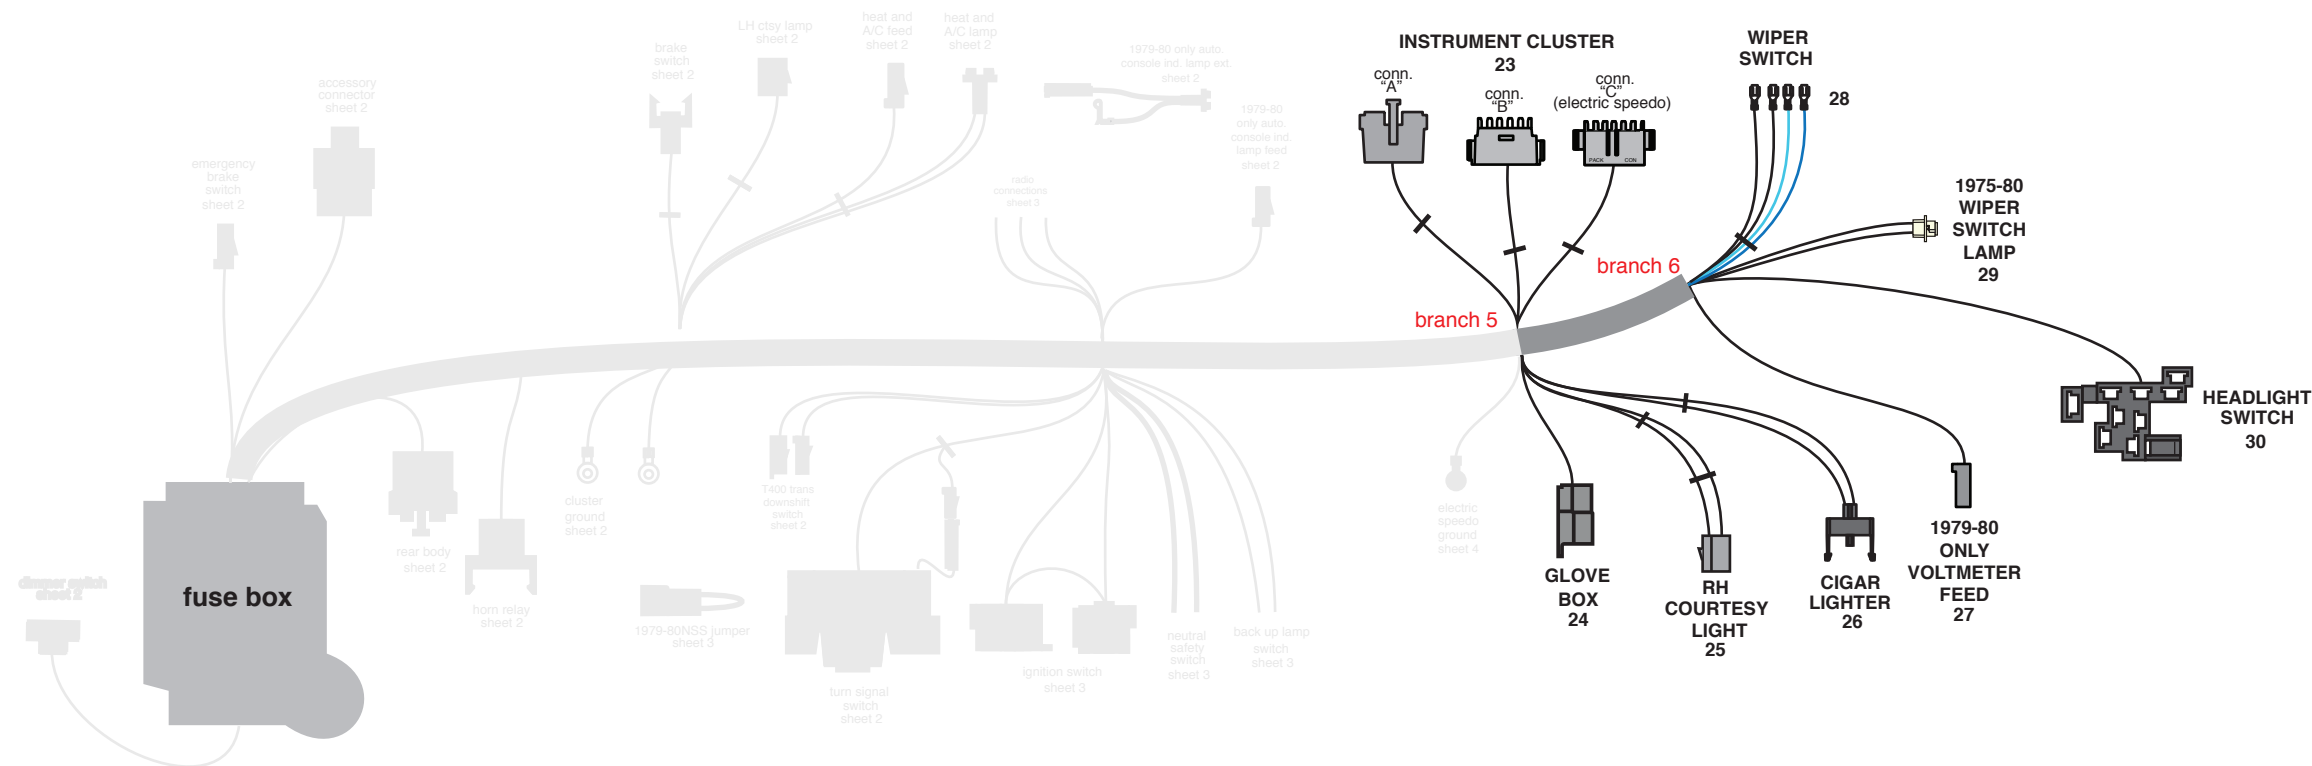 emergency
brake
switch
sheet 2
accessory
connector
sheet 2
brake
switch
sheet 2
LH ctsy lamp
sheet 2
heat and
A/C feed
sheet 2
heat and
A/C lamp
sheet 2
1979-80 only auto.
console ind. lamp ext.
sheet 2
1979-80
only auto.
console ind.
lamp feed
sheet 2
radio
connections
sheet 3
INSTRUMENT CLUSTER
23
conn.
“A”
conn.
“B”
conn.
“C”
(electric speedo)
PACK CON
WIPER
SWITCH
28
1975-80
WIPER
SWITCH
LAMP
29
branch 6
branch 5
HEADLIGHT
SWITCH
30
1979-80
ONLY
VOLTMETER
FEED
27
CIGAR
LIGHTER
26
RH
COURTESY
LIGHT
25
GLOVE
BOX
24
electric
speedo
ground
sheet 4
back up lamp
switch
sheet 3
neutral
safety
switch
sheet 3
ignition switch
sheet 3
turn signal
switch
sheet 2
T400 trans
downshift
switch
sheet 2
1979-80NSS jumper
sheet 3
cluster
ground
sheet 2
horn relay
sheet 2
rear body
sheet 2
fuse box
dimmer switch
sheet 2